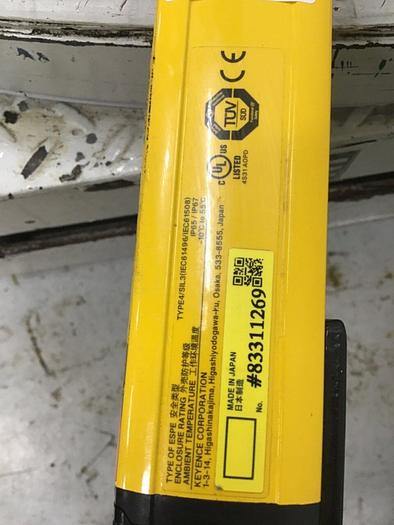 TYPE OF ESPE 安全类型 TYPE4/SIL3(IEC61496/IEC61508)
ENCLOSURE RATING 外壳防护等级 IP65 / IP67
AMBIENT TEMPERATURE 工作环境温度 -10°C to 55°C
KEYENCE CORPORATION
1-3-14, Higashinakajima, Higashiyodogawa-ku, Osaka, 533-8555, Japan
C UL US
LISTED
4S31 AOPD
TÜV
SÜD
CE
MADE IN JAPAN
日本制造
No. #83311269